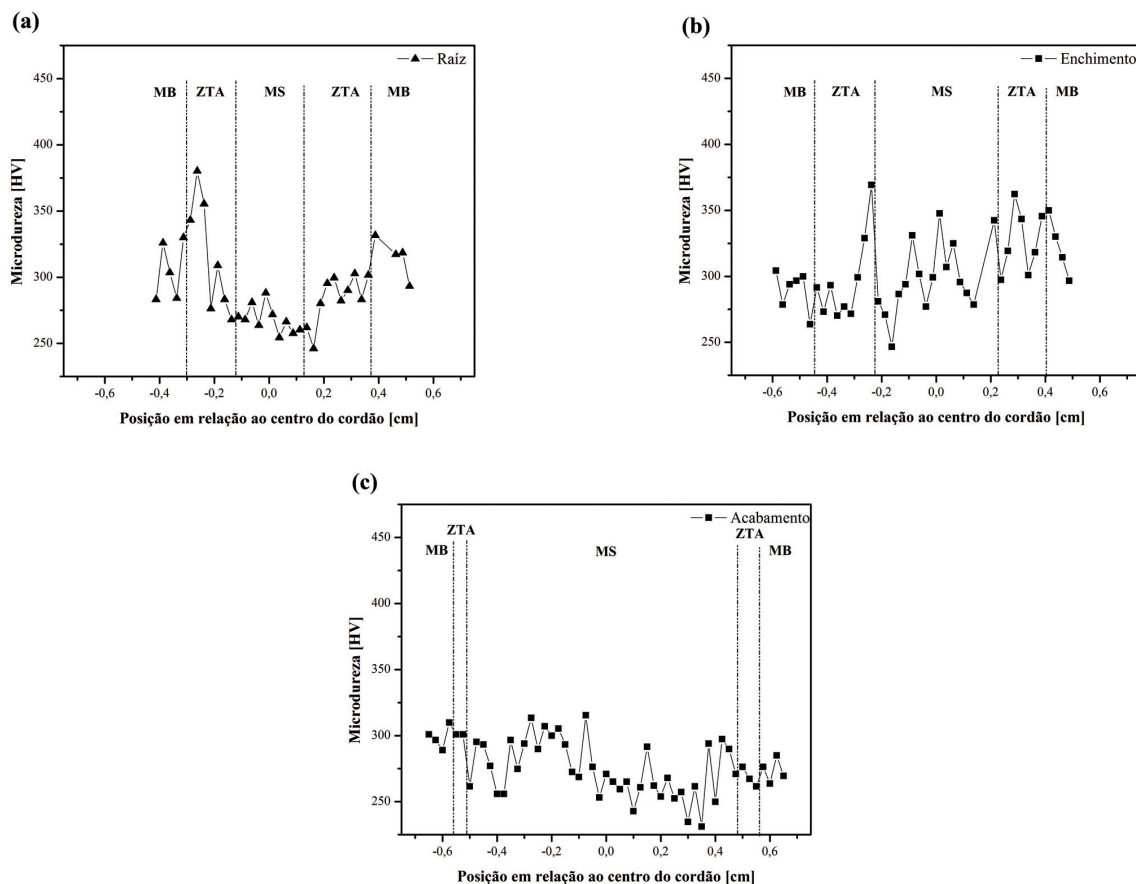 (a)
Raíz
450
MB ZTA MS ZTA MB
400
350
300
250
Microdureza [HV]
-0,6 -0,4 -0,2 0,0 0,2 0,4 0,6
Posição em relação ao centro do cordão [cm]
(b)
Enchimento
450
MB ZTA MS ZTA MB
400
350
300
250
Microdureza [HV]
-0,6 -0,4 -0,2 0,0 0,2 0,4 0,6
Posição em relação ao centro do cordão [cm]
(c)
Acabamento
450
ZTA ZTA
MB MS MB
400
350
300
250
Microdureza [HV]
-0,6 -0,4 -0,2 0,0 0,2 0,4 0,6
Posição em relação ao centro do cordão [cm]